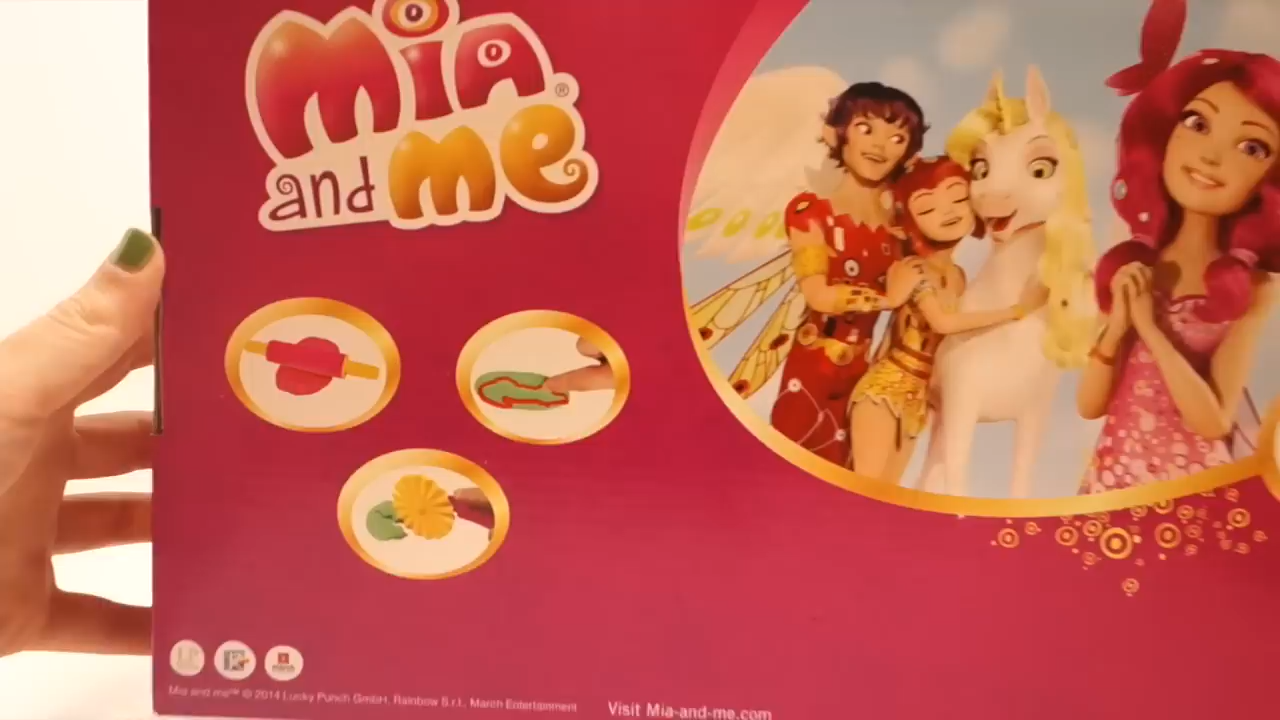 mia®
and me
Mia and me™ © 2014 Lucky Punch GmbH, Rainbow S.r.l., March Entertainment
Visit Mia-and-me.com